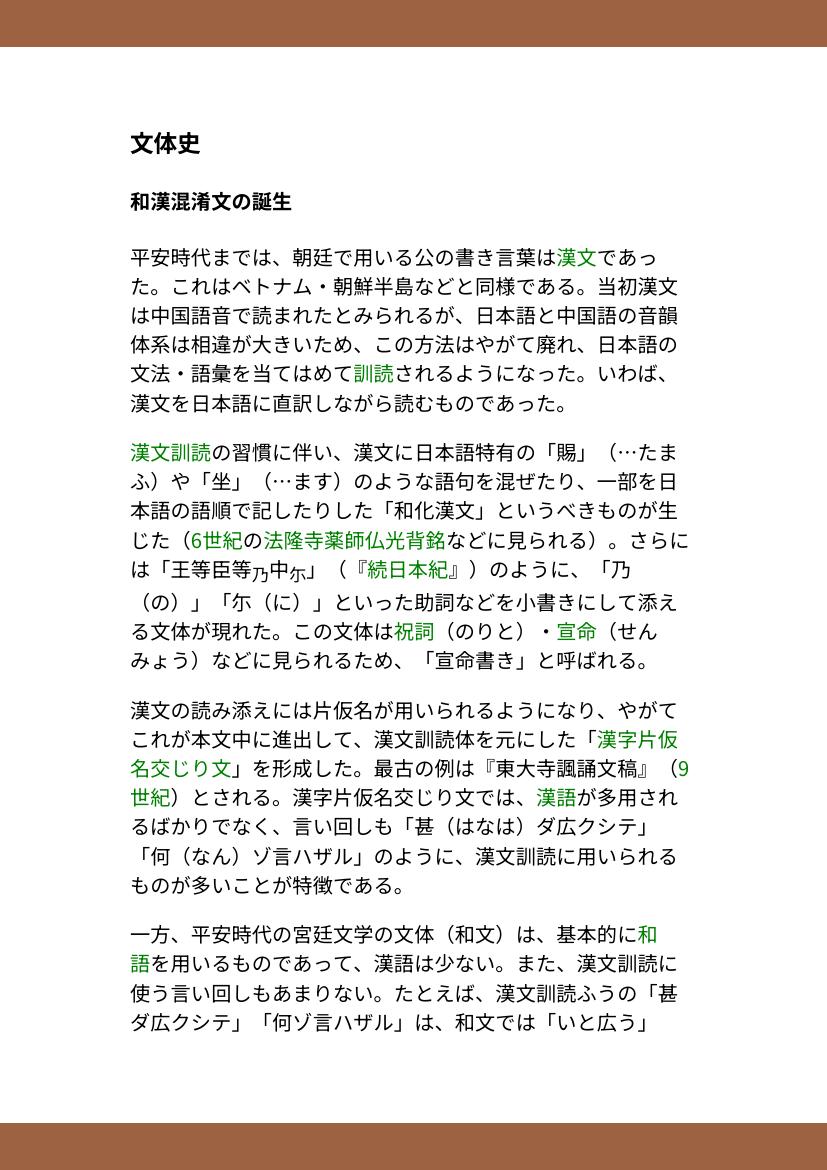 文体史
和漢混淆文の誕生
平安時代までは、朝廷で用いる公の書き言葉は漢文であっ
た。これはベトナム・朝鮮半島などと同様である。当初漢文
は中国語音で読まれたとみられるが、日本語と中国語の音韻
体系は相違が大きいため、この方法はやがて廃れ、日本語の
文法・語彙を当てはめて訓読されるようになった。いわば、
漢文を日本語に直訳しながら読むものであった。
漢文訓読の習慣に伴い、漢文に日本語特有の「賜」（…たま
ふ）や「坐」（…ます）のような語句を混ぜたり、一部を日
本語の語順で記したりした「和化漢文」というべきものが生
じた（6世紀の法隆寺薬師仏光背銘などに見られる）。さらに
は「王等臣等乃中尓」（『続日本紀』）のように、「乃
（の）」「尓（に）」といった助詞などを小書きにして添え
る文体が現れた。この文体は祝詞（のりと）・宣命（せん
みょう）などに見られるため、「宣命書き」と呼ばれる。
漢文の読み添えには片仮名が用いられるようになり、やがて
これが本文中に進出して、漢文訓読体を元にした「漢字片仮
名交じり文」を形成した。最古の例は『東大寺諷誦文稿』（9
世紀）とされる。漢字片仮名交じり文では、漢語が多用され
るばかりでなく、言い回しも「甚（はなは）ダ広クシテ」
「何（なん）ゾ言ハザル」のように、漢文訓読に用いられる
ものが多いことが特徴である。
一方、平安時代の宮廷文学の文体（和文）は、基本的に和
語を用いるものであって、漢語は少ない。また、漢文訓読に
使う言い回しもあまりない。たとえば、漢文訓読ふうの「甚
ダ広クシテ」「何ゾ言ハザル」は、和文では「いと広う」